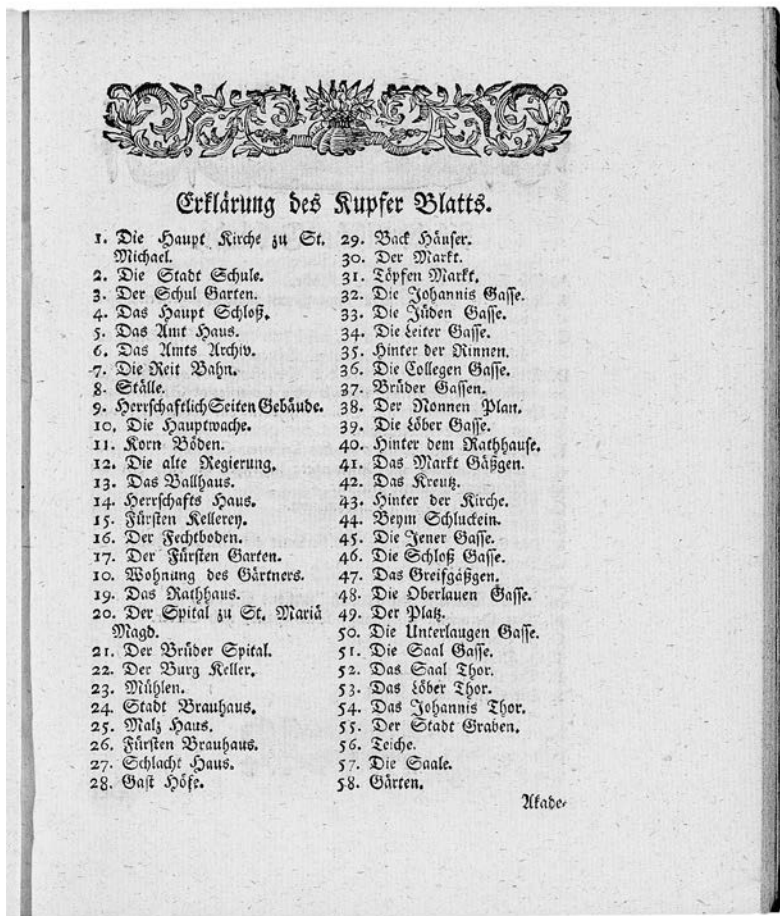 Erklärung des Kupfer Blatts.
1. Die Haupt Kirche zu St.
Michael.
2. Die Stadt Schule.
3. Der Schul Garten.
4. Das Haupt Schloß.
5. Das Amt Haus.
6. Das Amts Archiv.
7. Die Reit Bahn.
8. Ställe.
9. Herrschaftlich Seiten Gebäude.
10. Die Hauptwache.
11. Korn Böden.
12. Die alte Regierung.
13. Das Ballhaus.
14. Herrschafts Haus.
15. Fürsten Kellerey.
16. Der Fechtboden.
17. Der Fürsten Garten.
10. Wohnung des Gärtners.
19. Das Rathhaus.
20. Der Spital zu St. Mariä
Magd.
21. Der Brüder Spital.
22. Der Burg Keller.
23. Mühlen.
24. Stadt Brauhaus.
25. Malz Haus.
26. Fürsten Brauhaus.
27. Schlacht Haus.
28. Gast Höfe.
29. Back Häuser.
30. Der Markt.
31. Töpfen Markt.
32. Die Johannis Gasse.
33. Die Jüden Gasse.
34. Die Leiter Gasse.
35. Hinter der Rinnen.
36. Die Collegen Gasse.
37. Brüder Gassen.
38. Der Nonnen Plan.
39. Die Löber Gasse.
40. Hinter dem Rathhause.
41. Das Markt Gäßgen.
42. Das Kreutz.
43. Hinter der Kirche.
44. Beym Schluckein.
45. Die Jener Gasse.
46. Die Schloß Gasse.
47. Das Greifgäßgen.
48. Die Oberlauen Gasse.
49. Der Platz.
50. Die Unterlaugen Gasse.
51. Die Saal Gasse.
52. Das Saal Thor.
53. Das Löber Thor.
54. Das Johannis Thor.
55. Der Stadt Graben.
56. Teiche.
57. Die Saale.
58. Gärten.
Akade-